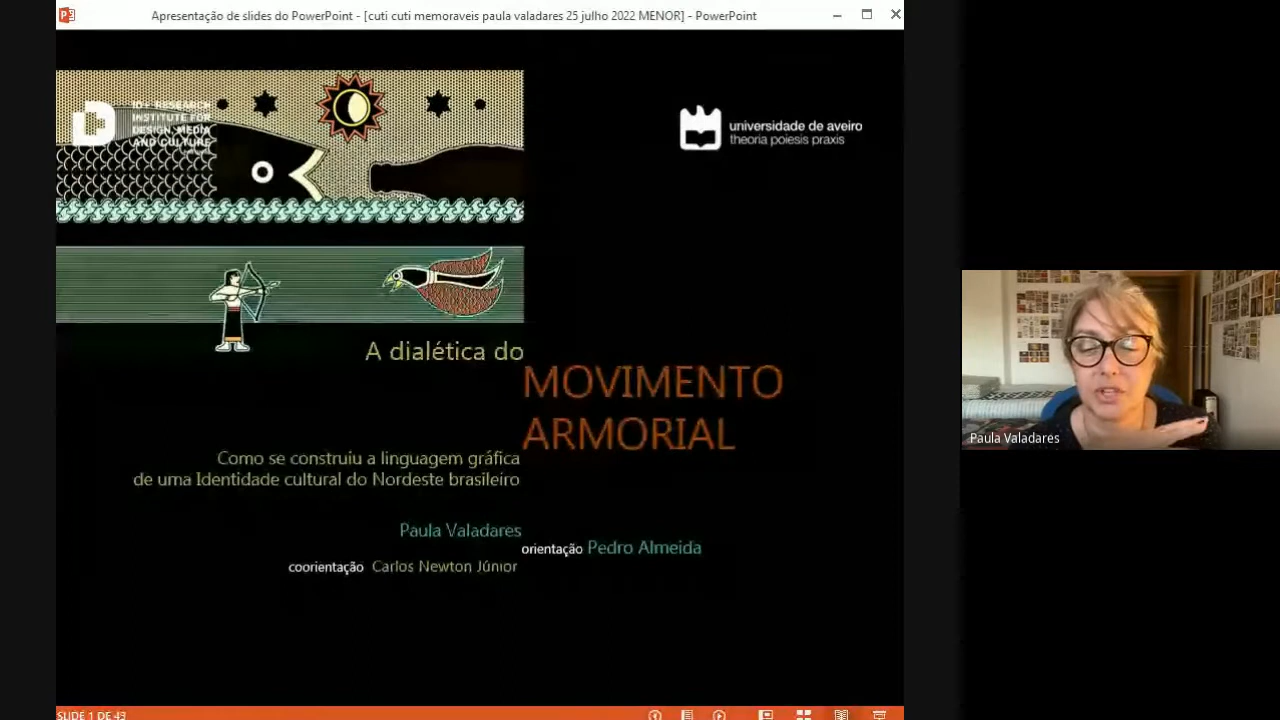 Apresentação de slides do PowerPoint - [cuti cuti memoraveis paula valadares 25 julho 2022 MENOR] - PowerPoint
ID+ RESEARCH
INSTITUTE FOR
DESIGN, MEDIA
AND CULTURE
universidade de aveiro
theoria poiesis praxis
A dialética do
MOVIMENTO
ARMORIAL
Como se construiu a linguagem gráfica
de uma Identidade cultural do Nordeste brasileiro
Paula Valadares
orientação Pedro Almeida
coorientação Carlos Newton Júnior
Paula Valadares
SLIDE 1 DE 43